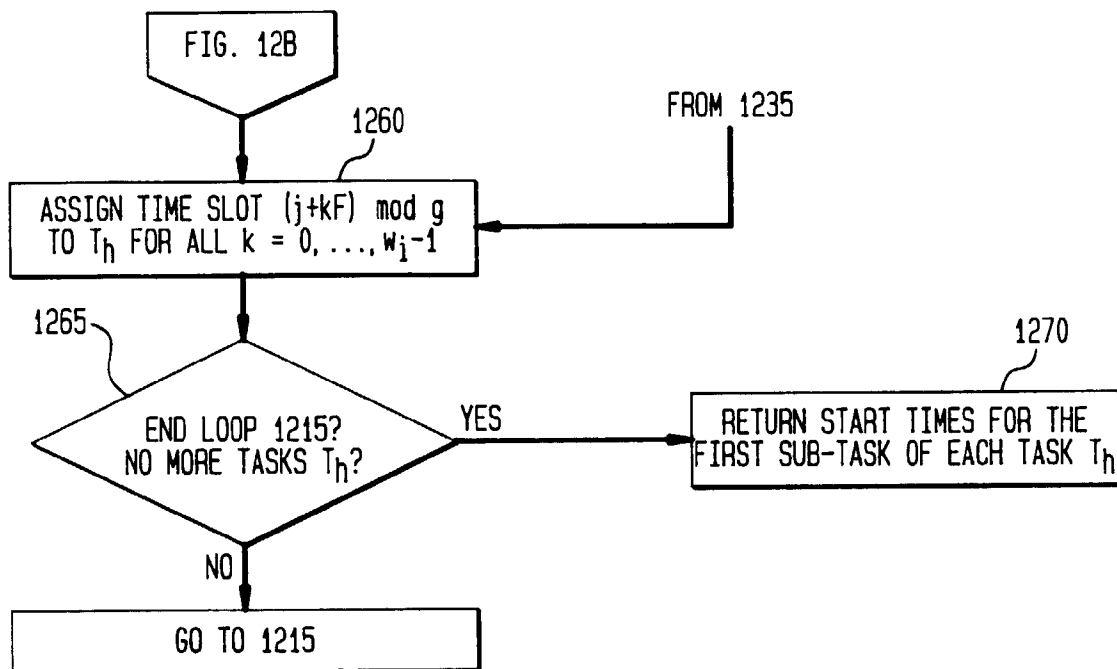 FIG. 12B
FROM 1235
1260
ASSIGN TIME SLOT (j+kF) mod g
TO Th FOR ALL k = 0, ..., wi-1
1265
END LOOP 1215?
NO MORE TASKS Th?
YES
1270
RETURN START TIMES FOR THE
FIRST SUB-TASK OF EACH TASK Th
NO
GO TO 1215